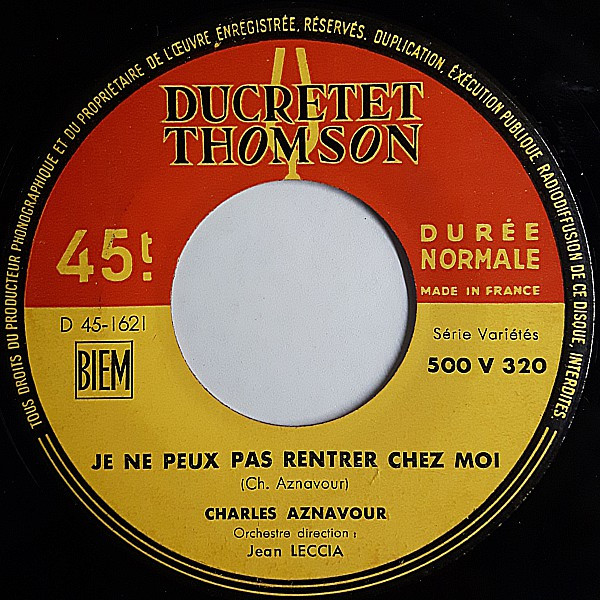 TOUS DROITS DU PRODUCTEUR PHONOGRAPHIQUE ET DU PROPRIÉTAIRE DE L'ŒUVRE ENREGISTRÉE, RÉSERVÉS. DUPLICATION, EXÉCUTION PUBLIQUE, RADIODIFFUSION DE CE DISQUE, INTERDITES
DUCRETET
THOMSON
45t.
DURÉE
NORMALE
MADE IN FRANCE
D 45-1621
BIEM
Série Variétés
500 V 320
JE NE PEUX PAS RENTRER CHEZ MOI
(Ch. Aznavour)
CHARLES AZNAVOUR
Orchestre direction :
Jean LECCIA